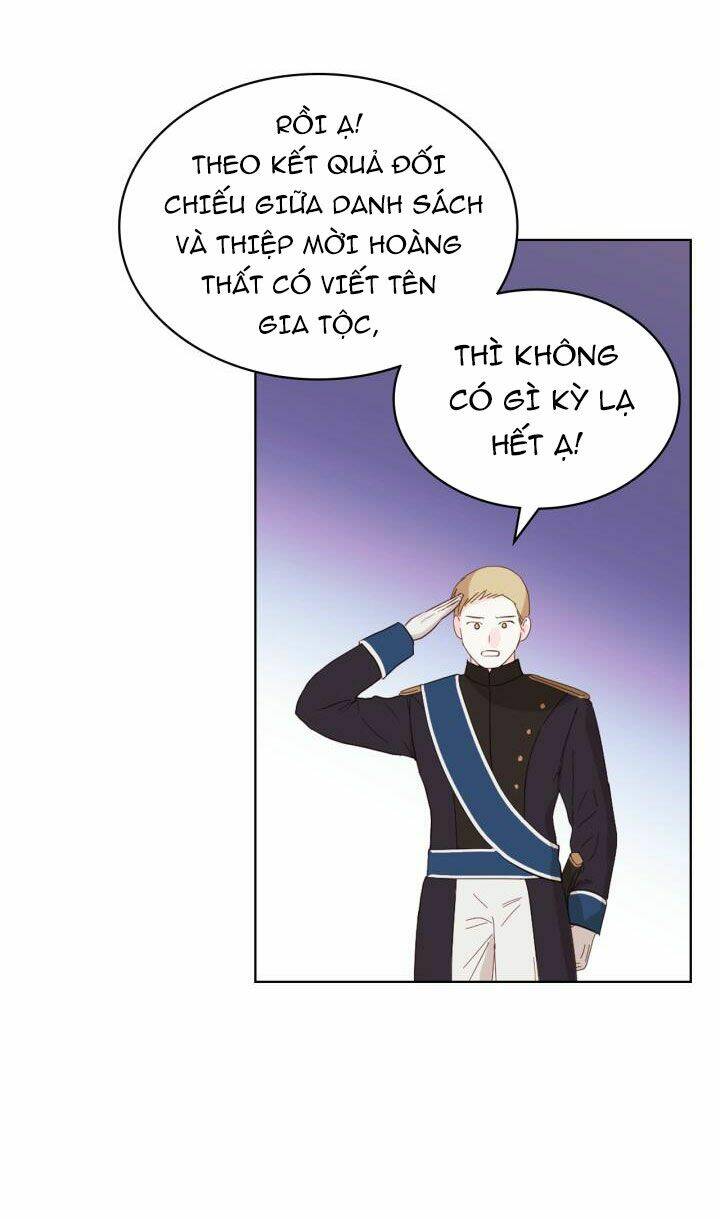 RỒI Ạ!
THEO KẾT QUẢ ĐỐI
CHIẾU GIỮA DANH SÁCH
VÀ THIỆP MỜI HOÀNG
THẤT CÓ VIẾT TÊN
GIA TỘC,
THÌ KHÔNG
CÓ GÌ KỲ LẠ
HẾT Ạ!